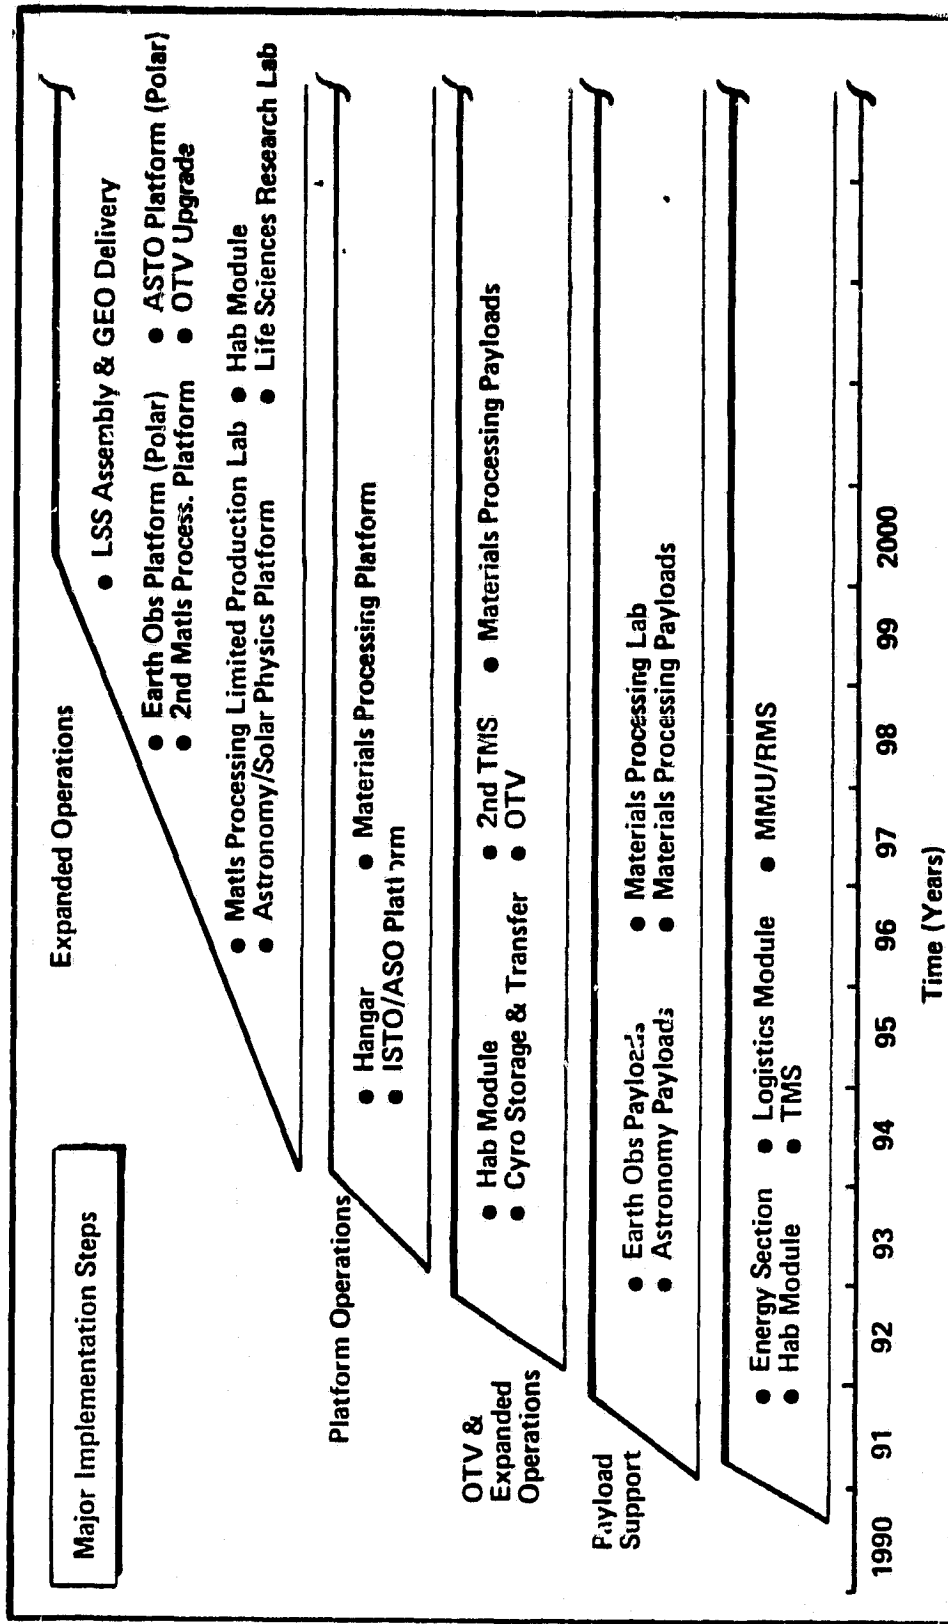 Major Implementation Steps
Expanded Operations
● LSS Assembly & GEO Delivery
● Earth Obs Platform (Polar) ● ASTO Platform (Polar)
● 2nd Matls Process. Platform ● OTV Upgrade
● Matls Processing Limited Production Lab ● Hab Module
● Astronomy/Solar Physics Platform ● Life Sciences Research Lab
Platform Operations
● Hangar ● Materials Processing Platform
● ISTO/ASO Platform
OTV &
Expanded
Operations
● Hab Module ● 2nd TMS ● Materials Processing Payloads
● Cyro Storage & Transfer ● OTV
Payload
Support
● Earth Obs Payloads ● Materials Processing Lab
● Astronomy Payloads ● Materials Processing Payloads
● Energy Section ● Logistics Module ● MMU/RMS
● Hab Module ● TMS
1990 91 92 93 94 95 96 97 98 99 2000
Time (Years)